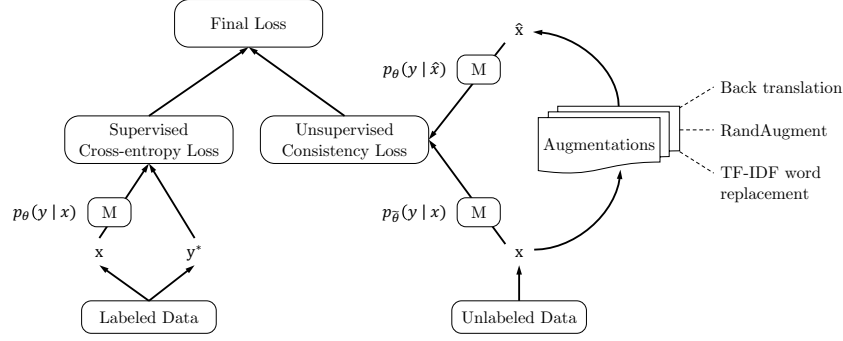 Final Loss
x̂
p_θ(y | x̂)
M
Back translation
Supervised
Cross-entropy Loss
Unsupervised
Consistency Loss
Augmentations
RandAugment
TF-IDF word
replacement
p_θ(y | x)
M
p_θ̃(y | x)
M
x
y*
x
Labeled Data
Unlabeled Data